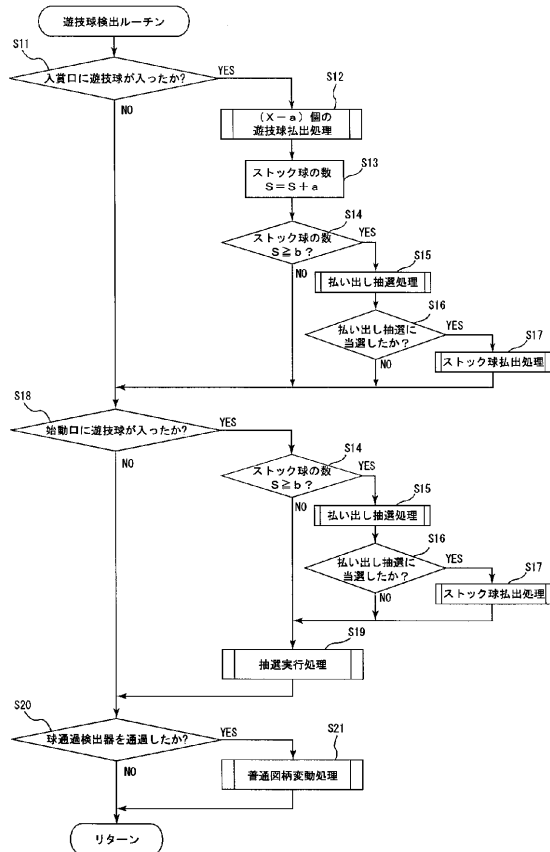 遊技球検出ルーチン
S11
入賞口に遊技球が入ったか?
YES
NO
S12
(X－a)個の
遊技球払出処理
S13
ストック球の数
S＝S＋a
S14
ストック球の数
S≧b?
YES
NO
S15
払い出し抽選処理
S16
払い出し抽選に
当選したか?
YES
NO
S17
ストック球払出処理
S18
始動口に遊技球が入ったか?
YES
NO
S14
ストック球の数
S≧b?
YES
NO
S15
払い出し抽選処理
S16
払い出し抽選に
当選したか?
YES
NO
S17
ストック球払出処理
S19
抽選実行処理
S20
球通過検出器を通過したか?
YES
NO
S21
普通図柄変動処理
リターン